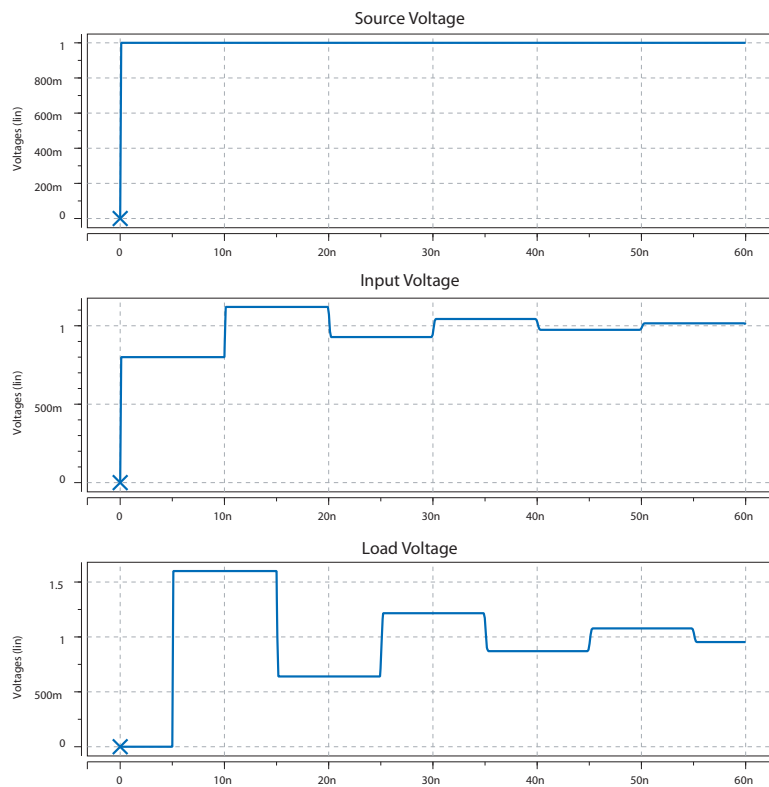 Source Voltage
Voltages (lin)
1
800m
600m
400m
200m
0
0 10n 20n 30n 40n 50n 60n
Input Voltage
Voltages (lin)
1
500m
0
0 10n 20n 30n 40n 50n 60n
Load Voltage
Voltages (lin)
1.5
1
500m
0
0 10n 20n 30n 40n 50n 60n